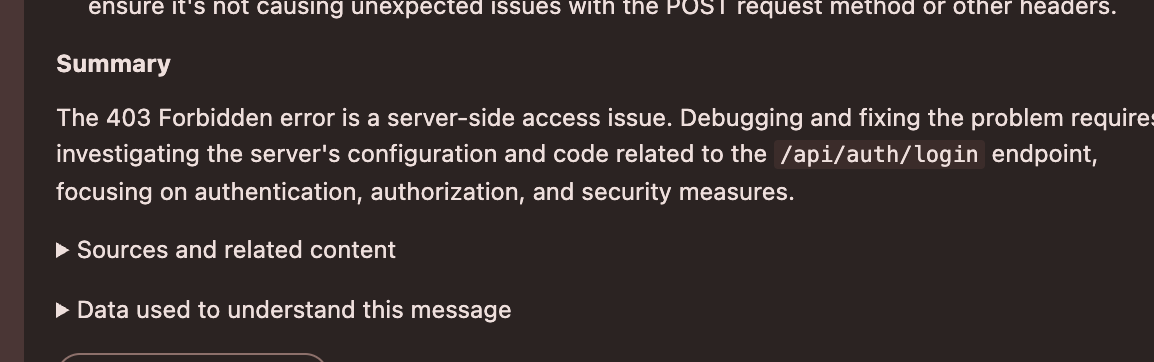 ensure it's not causing unexpected issues with the POST request method or other headers.
Summary
The 403 Forbidden error is a server-side access issue. Debugging and fixing the problem requires
investigating the server's configuration and code related to the /api/auth/login endpoint,
focusing on authentication, authorization, and security measures.
Sources and related content
Data used to understand this message